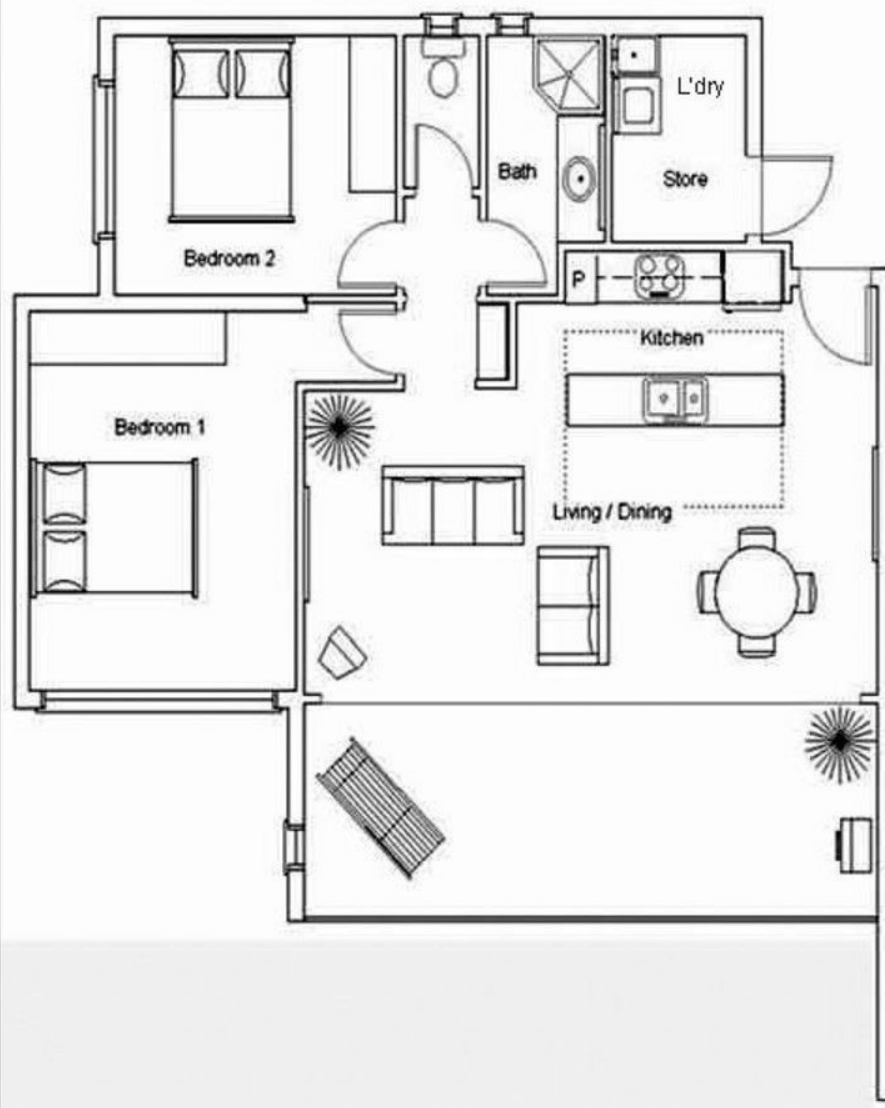 L'dry
Bath
Store
Bedroom 2
P
Kitchen
Bedroom 1
Living / Dining